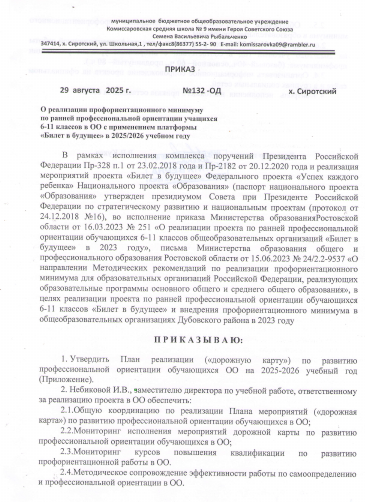 муниципальное бюджетное общеобразовательное учреждение
Комиссаровская средняя школа № 9 имени Героя Советского Союза
Семена Васильевича Рыбальченко
347414, х. Сиротский, ул. Школьная,1 , тел/факс8(86377) 55-2- 90 E-mail: komissarovka09@rambler.ru
ПРИКАЗ
29 августа 2025 г. №132 -ОД х. Сиротский
О реализации профориентационного минимуму
по ранней профессиональной ориентации учащихся
6-11 классов в ОО с применением платформы
«Билет в будущее» в 2025/2026 учебном году
В рамках исполнения комплекса поручений Президента Российской
Федерации Пр-328 п.1 от 23.02.2018 года и Пр-2182 от 20.12.2020 года и реализация
мероприятий проекта «Билет в будущее» Федерального проекта «Успех каждого
ребенка» Национального проекта «Образования» (паспорт национального проекта
«Образования» утвержден президиумом Совета при Президенте Российской
Федерации по стратегическому развитию и национальным проектам (протокол от
24.12.2018 №16), во исполнение приказа Министерства образованияРостовской
области от 16.03.2023 № 251 «О реализации проекта по ранней профессиональной
ориентации обучающихся 6-11 классов общеобразовательных организаций «Билет в
будущее» в 2023 году», письма Министерства образования общего и
профессионального образования Ростовской области от 15.06.2023 № 24/2.2-9537 «О
направлении Методических рекомендаций по реализации профориентационного
минимума для образовательных организаций Российской Федерации, реализующих
образовательные программы основного общего и среднего общего образования», в
целях реализации проекта по ранней профессиональной ориентации обучающихся
6-11 классов «Билет в будущее» и внедрения профориентационного минимума в
общеобразовательных организациях Дубовского района в 2023 году
П Р И К А З Ы В А Ю:
1. Утвердить План реализации («дорожную карту») по развитию
профессиональной ориентации обучающихся ОО на 2025-2026 учебный год
(Приложение).
2. Небиковой И.В., заместителю директора по учебной работе, ответственному
за реализацию проекта в ОО обеспечить:
2.1.Общую координацию по реализации Плана мероприятий («дорожная
карта») по развитию профессиональной ориентации обучающихся в ОО;
2.2.Мониторинг исполнения мероприятий дорожной карты по развитию
профессиональной ориентации обучающихся в ОО;
2.3.Мониторинг курсов повышения квалификации по развитию
профориентационной работы в ОО.
2.4.Методическое сопровождение эффективности работы по самоопределению
и профессиональной ориентации в ОО.